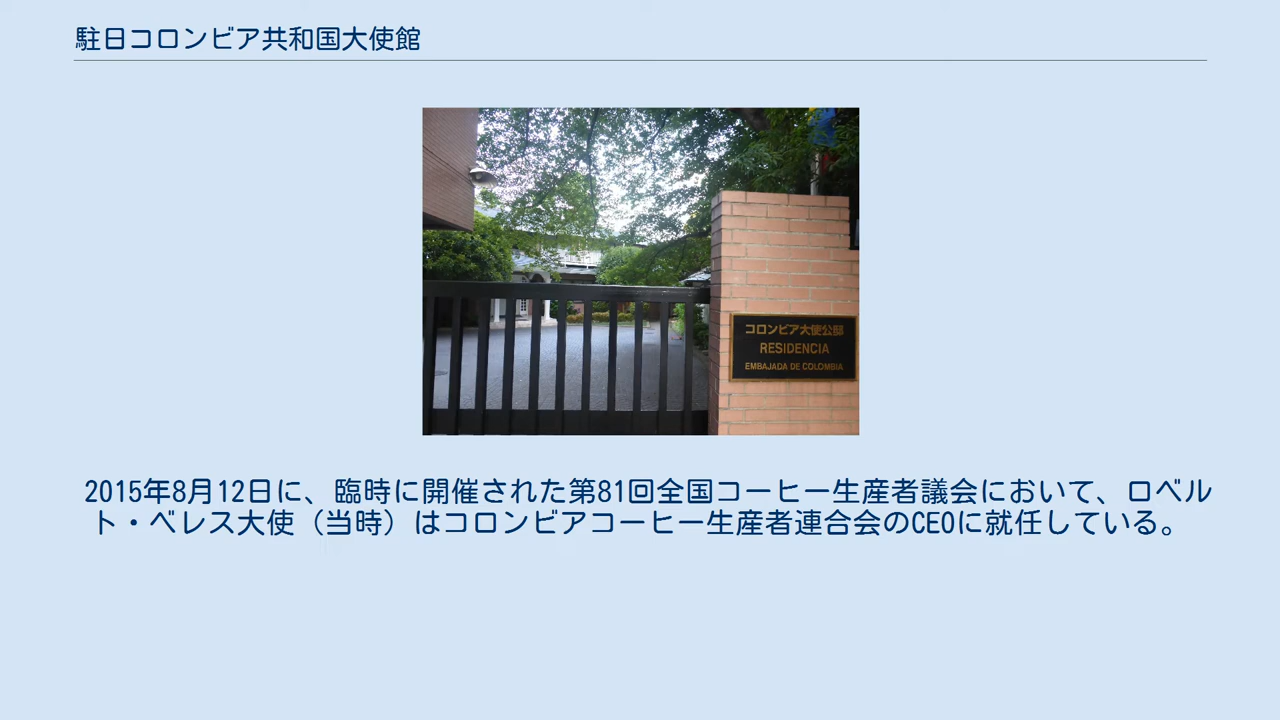 駐日コロンビア共和国大使館
コロンビア大使公邸
RESIDENCIA
EMBAJADA DE COLOMBIA
2015年8月12日に、臨時に開催された第81回全国コーヒー生産者議会において、ロベル
ト・ベレス大使（当時）はコロンビアコーヒー生産者連合会のCEOに就任している。